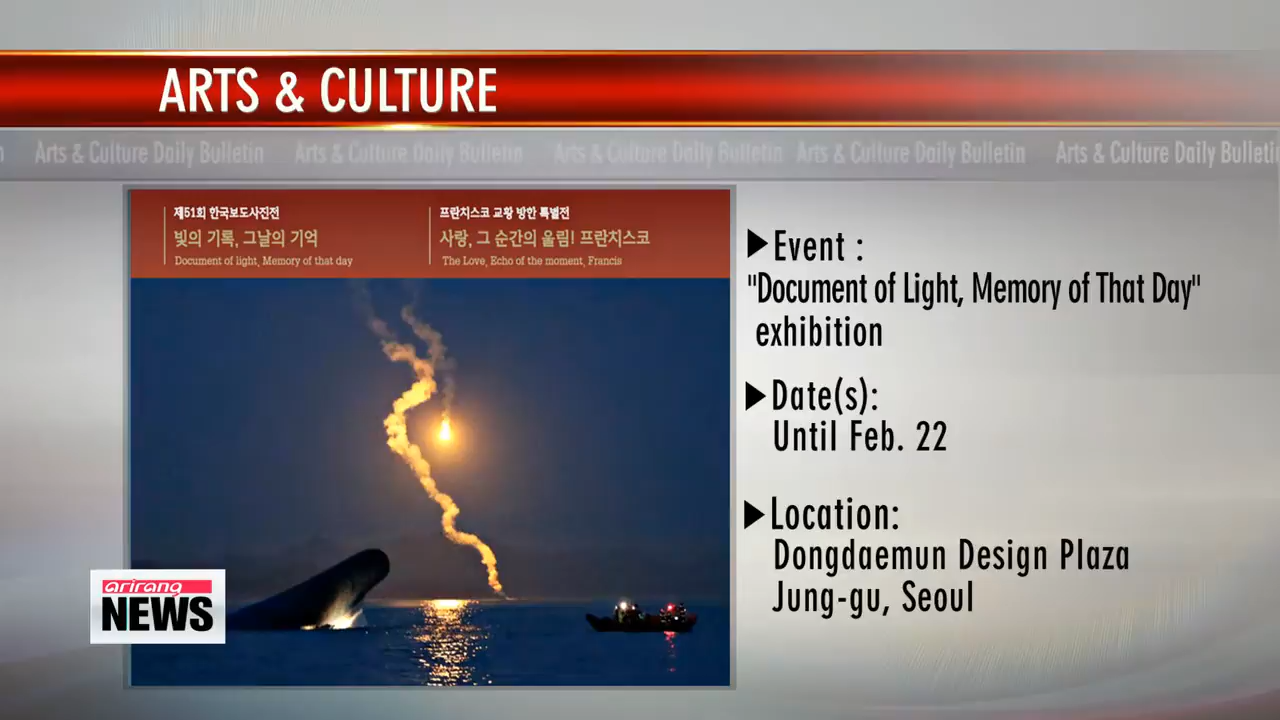 ARTS & CULTURE
Arts & Culture Daily Bulletin Arts & Culture Daily Bulletin Arts & Culture Daily Bulletin Arts & Culture Daily Bulletin Arts & Culture Daily Bulleti
제51회 한국보도사진전
빛의 기록, 그날의 기억
Document of light, Memory of that day
프란치스코 교황 방한 특별전
사랑, 그 순간의 울림! 프란치스코
The Love, Echo of the moment, Francis
Event :
"Document of Light, Memory of That Day"
exhibition
Date(s):
Until Feb. 22
Location:
Dongdaemun Design Plaza
Jung-gu, Seoul
arirang
NEWS